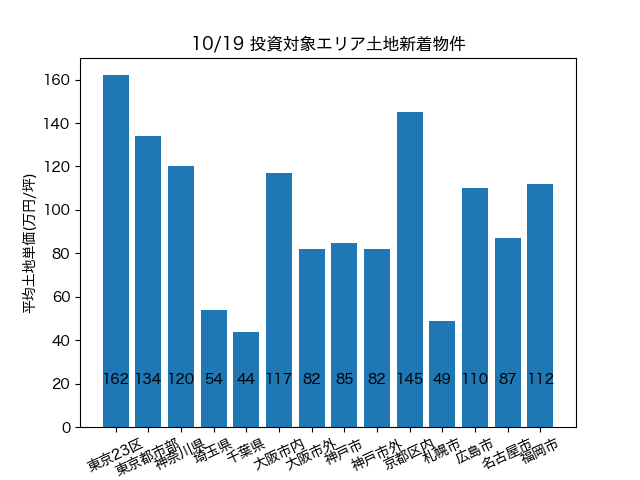 10/19 投資対象エリア土地新着物件
平均土地単価(万円/坪)
160
140
120
100
80
60
40
20
0
162 134 120 54 44 117 82 85 82 145 49 110 87 112
東京23区 東京都市部 神奈川県 埼玉県 千葉県 大阪市内 大阪市外 神戸市 神戸市外 京都区内 札幌市 広島市 名古屋市 福岡市